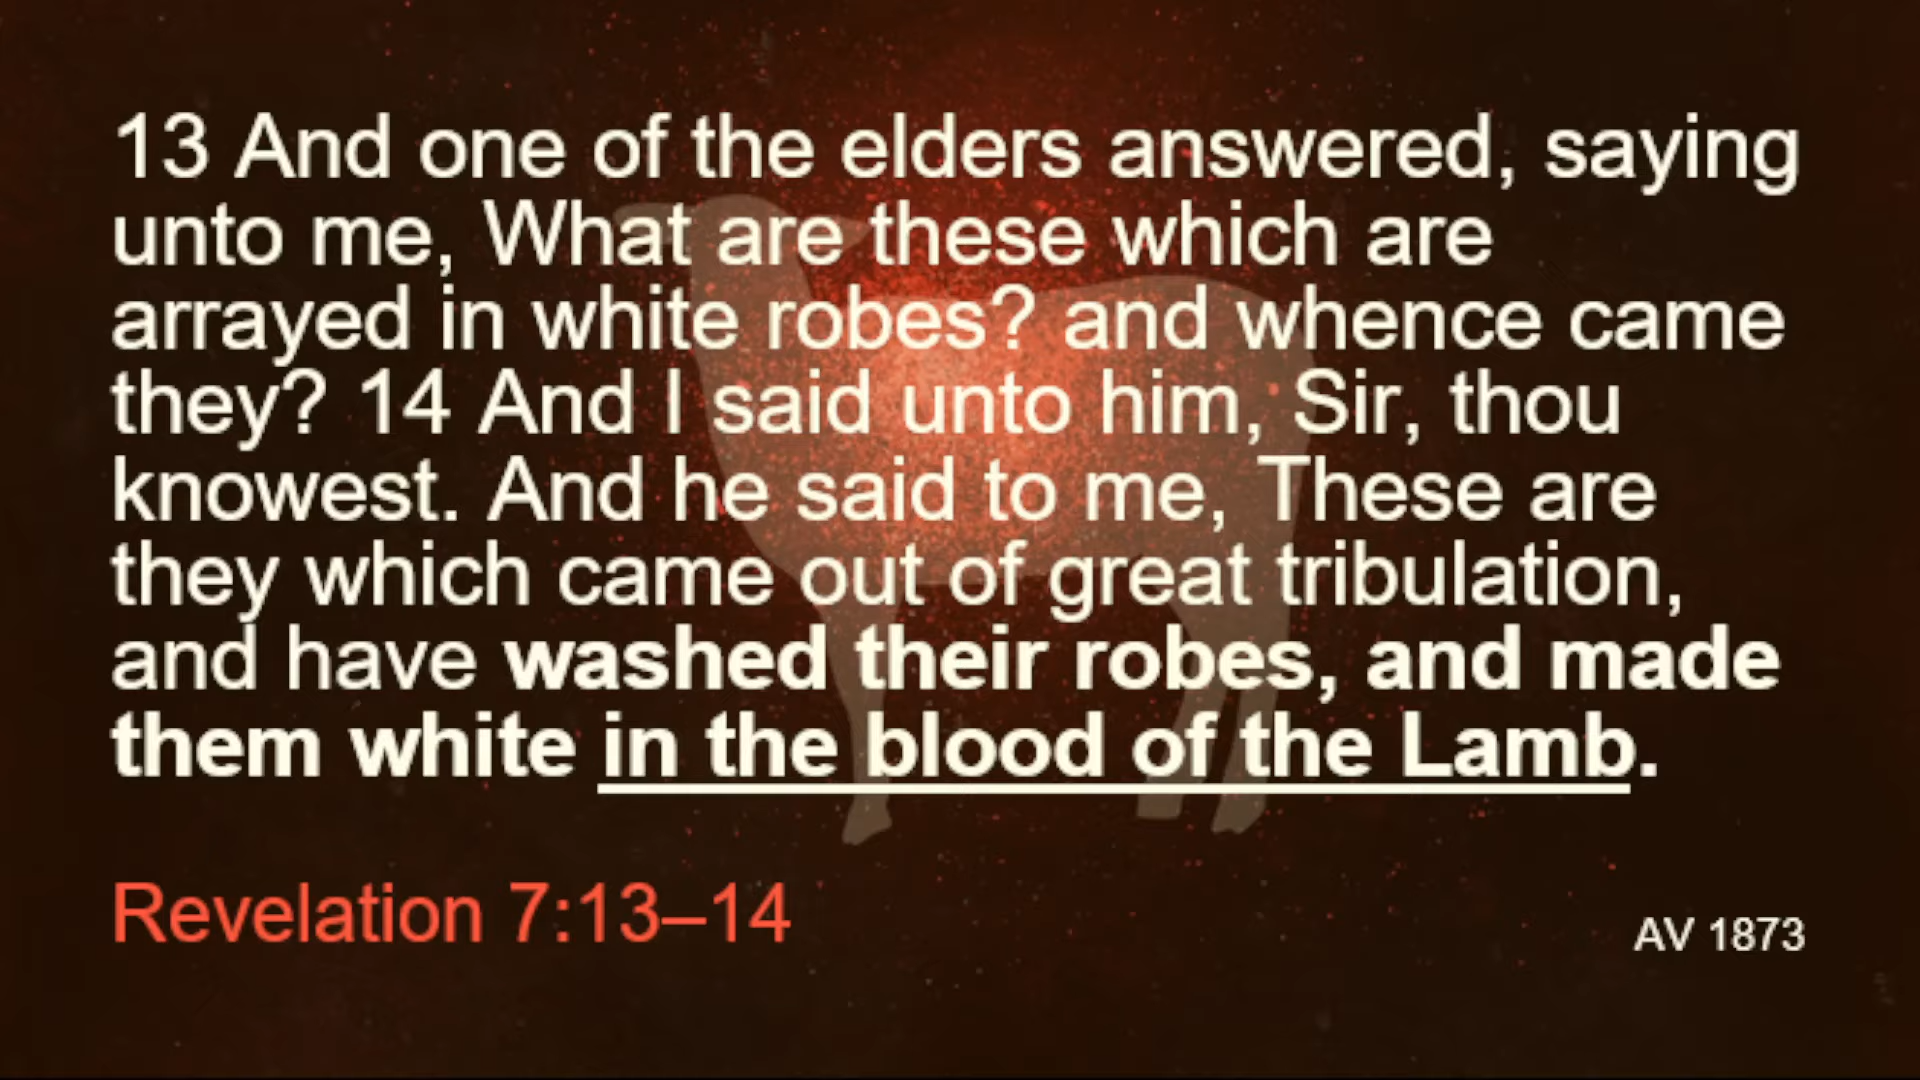 13 And one of the elders answered, saying
unto me, What are these which are
arrayed in white robes? and whence came
they? 14 And I said unto him, Sir, thou
knowest. And he said to me, These are
they which came out of great tribulation,
and have washed their robes, and made
them white in the blood of the Lamb.
Revelation 7:13–14
AV 1873